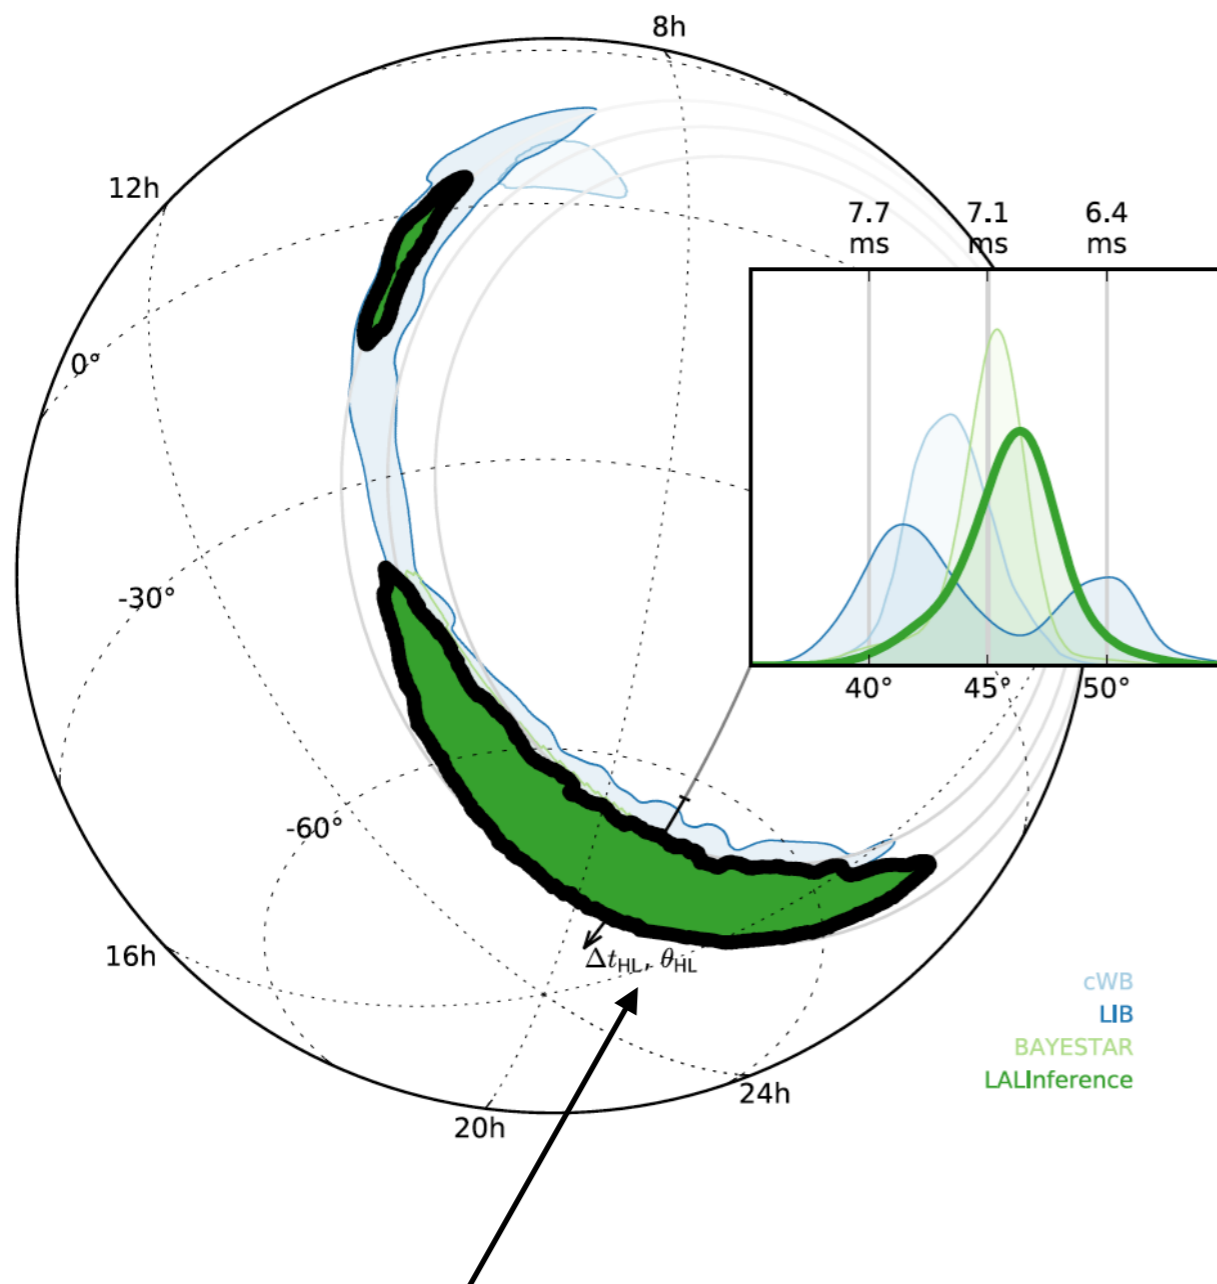 8h
12h
7.7 ms
7.1 ms
6.4 ms
0°
-30°
40°
45°
50°
-60°
16h
Δt_HL, θ_HL
cWB
LIB
BAYESTAR
LALInference
24h
20h